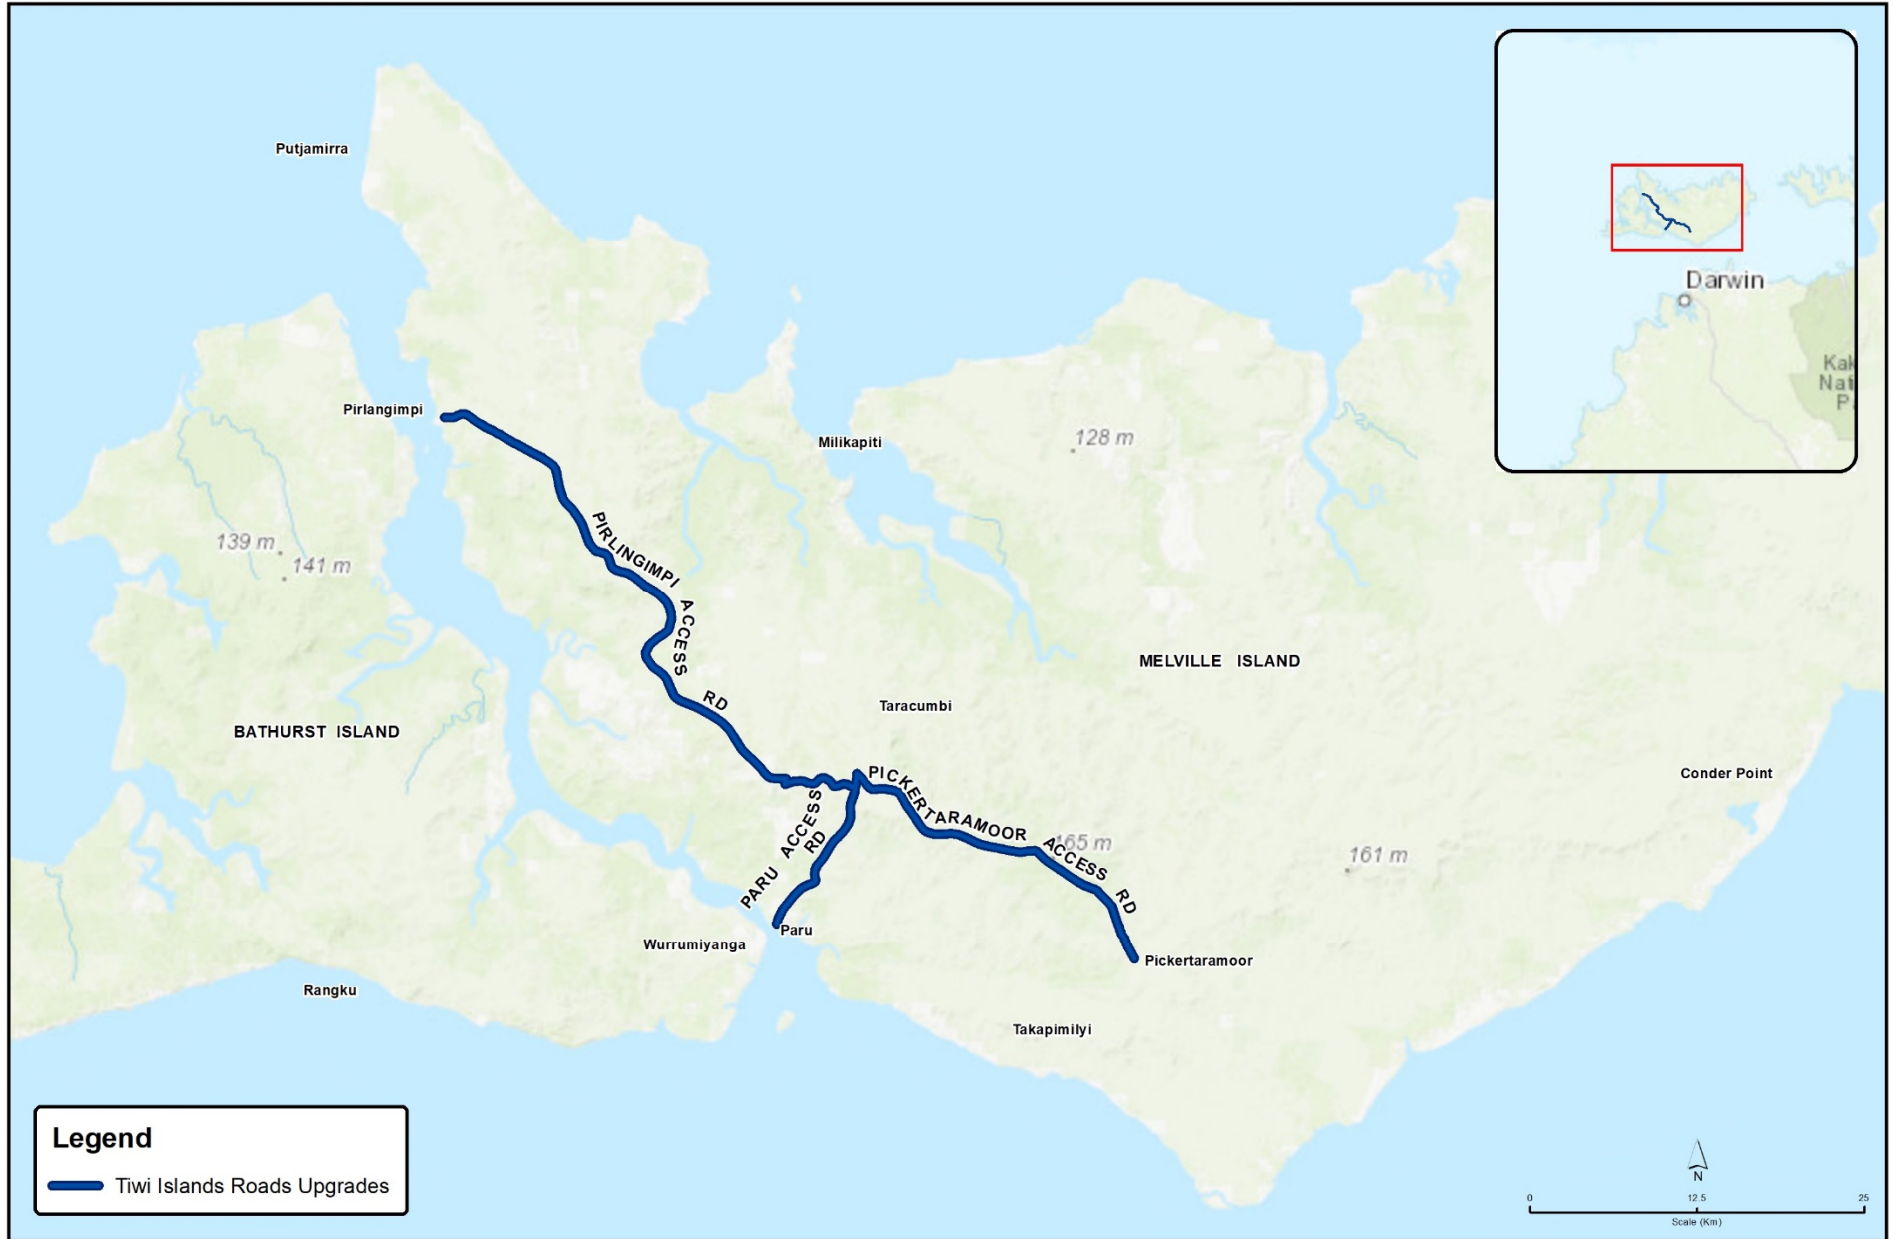 Putjamirra
Darwin
Kak
Nat
P
Pirlangimpi
Milikapiti
128 m
PIRLINGIMPI ACCESS RD
139 m
141 m
MELVILLE ISLAND
Taracumbi
BATHURST ISLAND
Conder Point
PICKERTARAMOOR ACCESS RD
PARU ACCESS
RD
165 m
161 m
Paru
Wurrumiyanga
Pickertaramoor
Rangku
Takapimilyi
Legend
Tiwi Islands Roads Upgrades
N
0 12.5 25
Scale (Km)